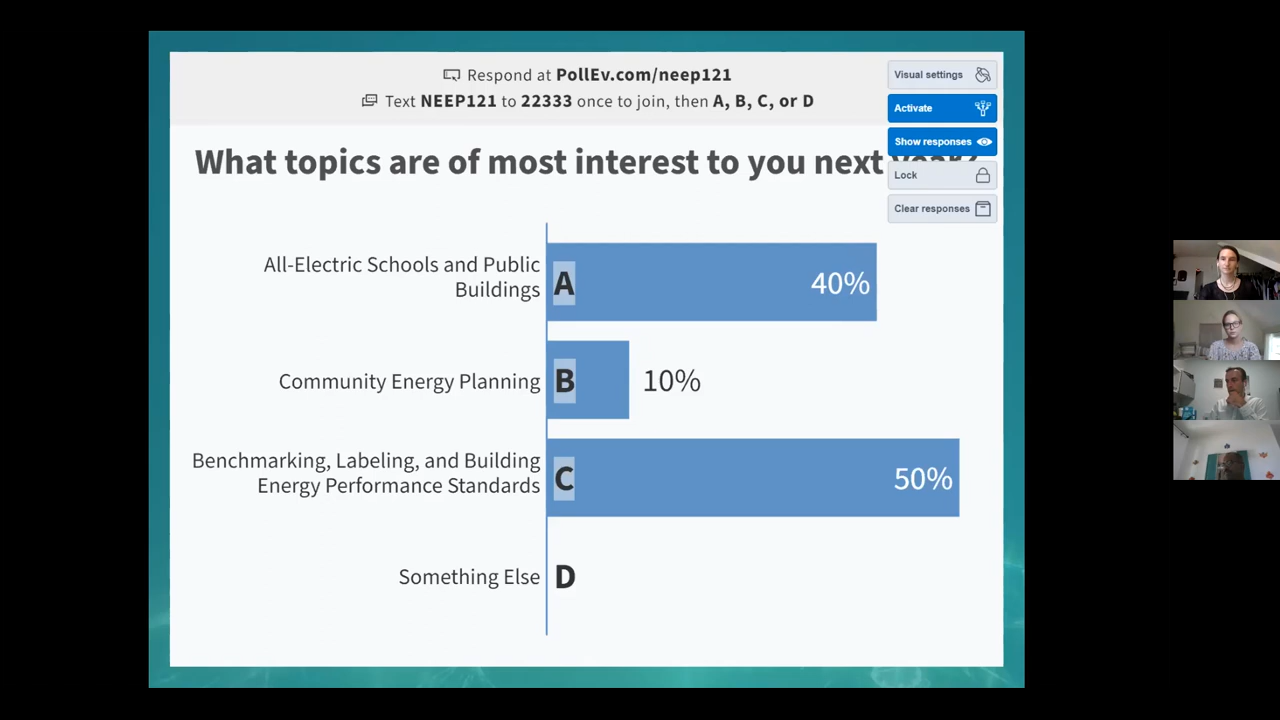 Respond at PollEv.com/neep121
Text NEEP121 to 22333 once to join, then A, B, C, or D
Visual settings
Activate
Show responses
Lock
Clear responses
What topics are of most interest to you next year?
All-Electric Schools and Public
Buildings
A
40%
Community Energy Planning
B
10%
Benchmarking, Labeling, and Building
Energy Performance Standards
C
50%
Something Else
D